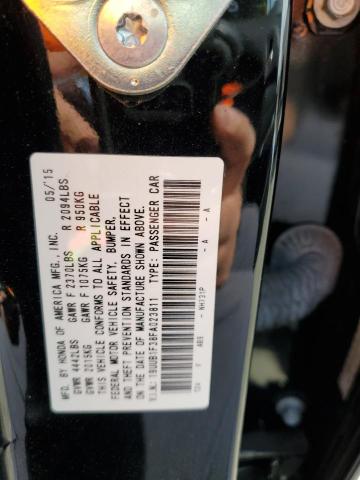 MFD. BY HONDA OF AMERICA MFG., INC. 05/'15
GVWR 4442LBS GAWR F 2370LBS R 2094LBS
GVWR 2015KG GAWR F 1075KG R 950KG
THIS VEHICLE CONFORMS TO ALL APPLICABLE
FEDERAL MOTOR VEHICLE SAFETY, BUMPER,
AND THEFT PREVENTION STANDARDS IN EFFECT
ON THE DATE OF MANUFACTURE SHOWN ABOVE.
V.I.N.: 19UUB1F38FA023811 TYPE: PASSENGER CAR
NH731P - A - A